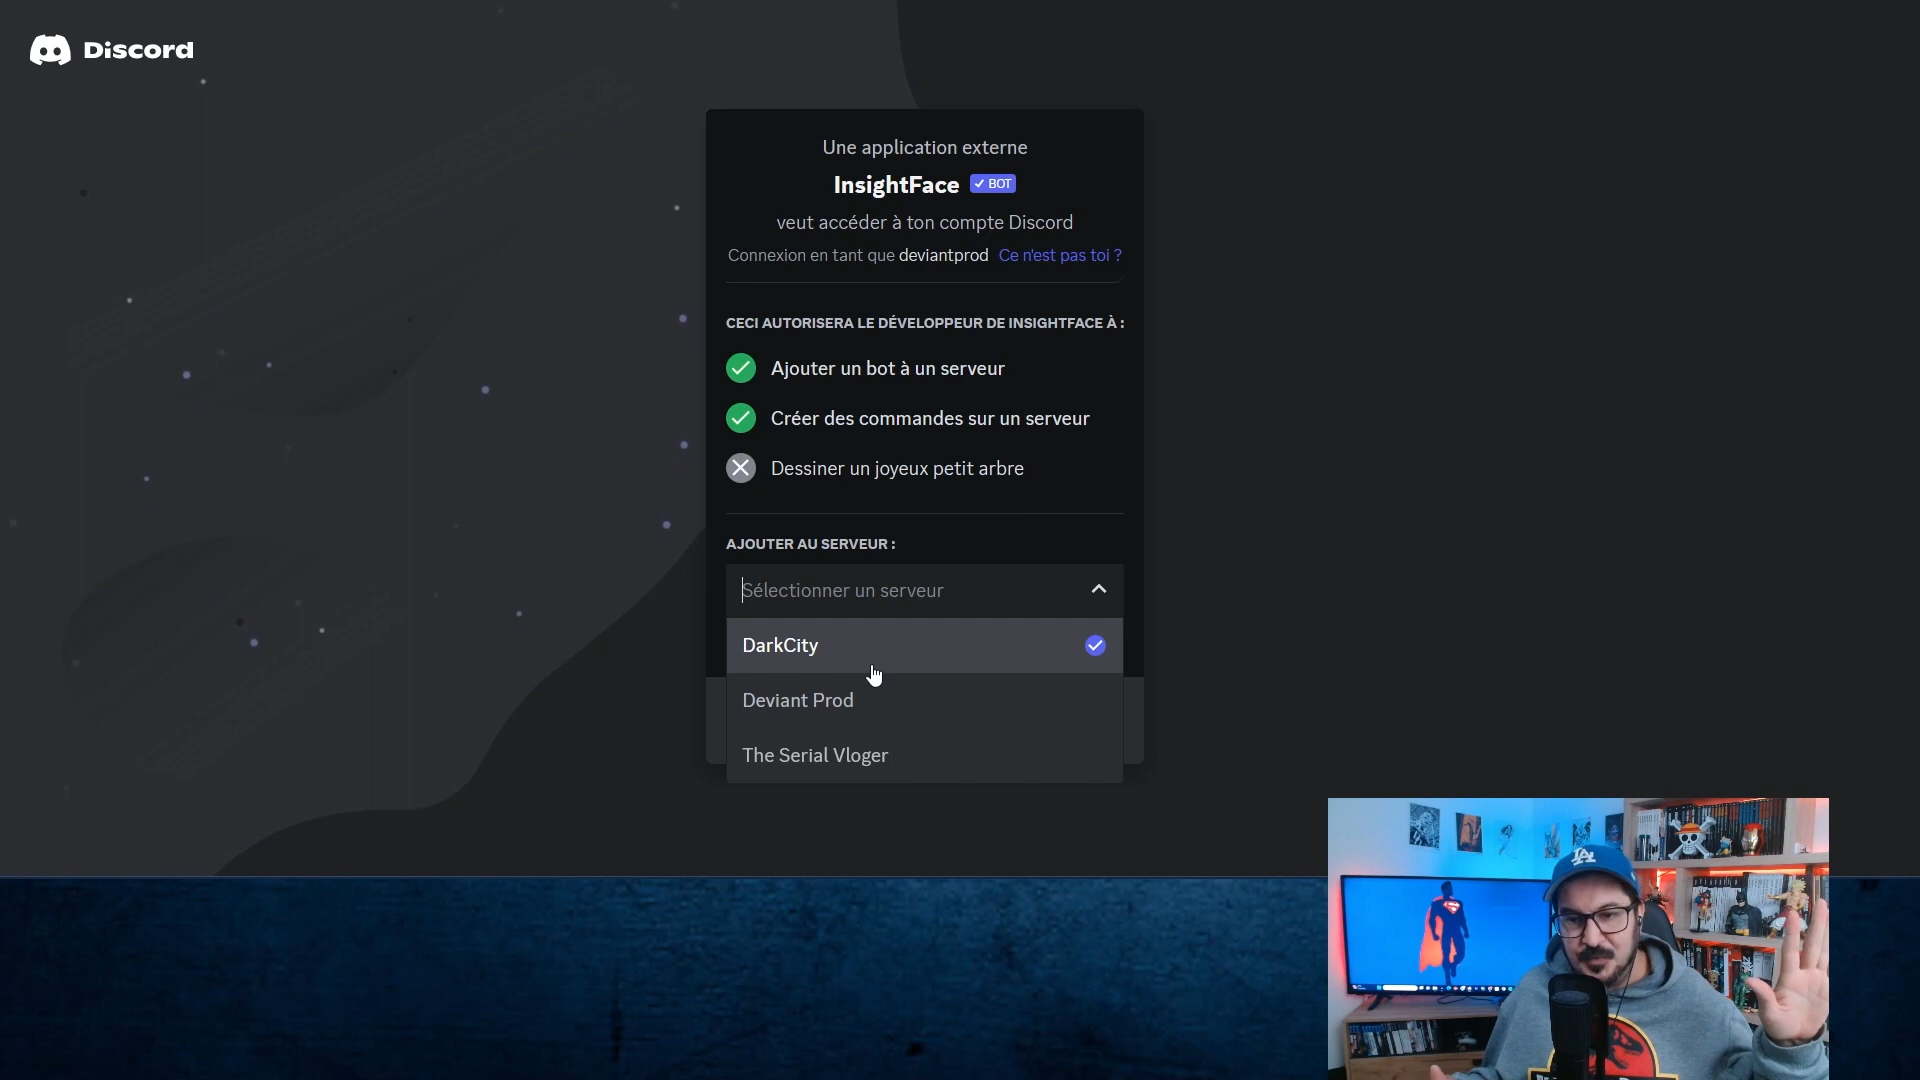 Discord
Une application externe
InsightFace BOT
veut accéder à ton compte Discord
Connexion en tant que deviantprod Ce n'est pas toi ?
CECI AUTORISERA LE DÉVELOPPEUR DE INSIGHTFACE À :
Ajouter un bot à un serveur
Créer des commandes sur un serveur
Dessiner un joyeux petit arbre
AJOUTER AU SERVEUR :
Sélectionner un serveur
DarkCity
Deviant Prod
The Serial Vloger
LA